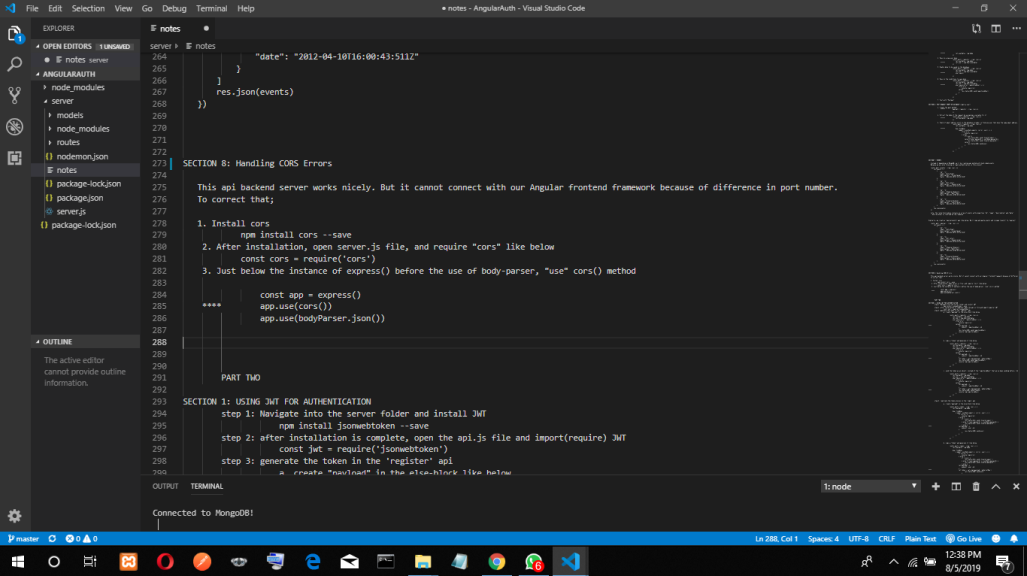 File Edit Selection View Go Debug Terminal Help
● notes - AngularAuth - Visual Studio Code
EXPLORER
OPEN EDITORS 1 UNSAVED
notes server
ANGULARAUTH
node_modules
server
models
node_modules
routes
nodemon.json
notes
package-lock.json
package.json
server.js
package-lock.json
OUTLINE
The active editor
cannot provide outline
information.
notes
server › notes
264 "date": "2012-04-10T16:00:43:511Z"
265 }
266 ]
267 res.json(events)
268 })
269
270
271
272
273 SECTION 8: Handling CORS Errors
274
275 This api backend server works nicely. But it cannot connect with our Angular frontend framework because of difference in port number.
276 To correct that;
277
278 1. Install cors
279 npm install cors --save
280 2. After installation, open server.js file, and require "cors" like below
281 const cors = require('cors')
282 3. Just below the instance of express() before the use of body-parser, "use" cors() method
283
284 const app = express()
285 **** app.use(cors())
286 app.use(bodyParser.json())
287
288
289
290
291 PART TWO
292
293 SECTION 1: USING JWT FOR AUTHENTICATION
294 step 1: Navigate into the server folder and install JWT
295 npm install jsonwebtoken --save
296 step 2: after installation is complete, open the api.js file and import(require) JWT
297 const jwt = require('jsonwebtoken')
298 step 3: generate the token in the 'register' api
299 a. create "payload" in the else-block like below
OUTPUT TERMINAL
1: node
Connected to MongoDB!
master 0 0
Ln 288, Col 1 Spaces: 4 UTF-8 CRLF Plain Text Go Live
12:38 PM
8/5/2019